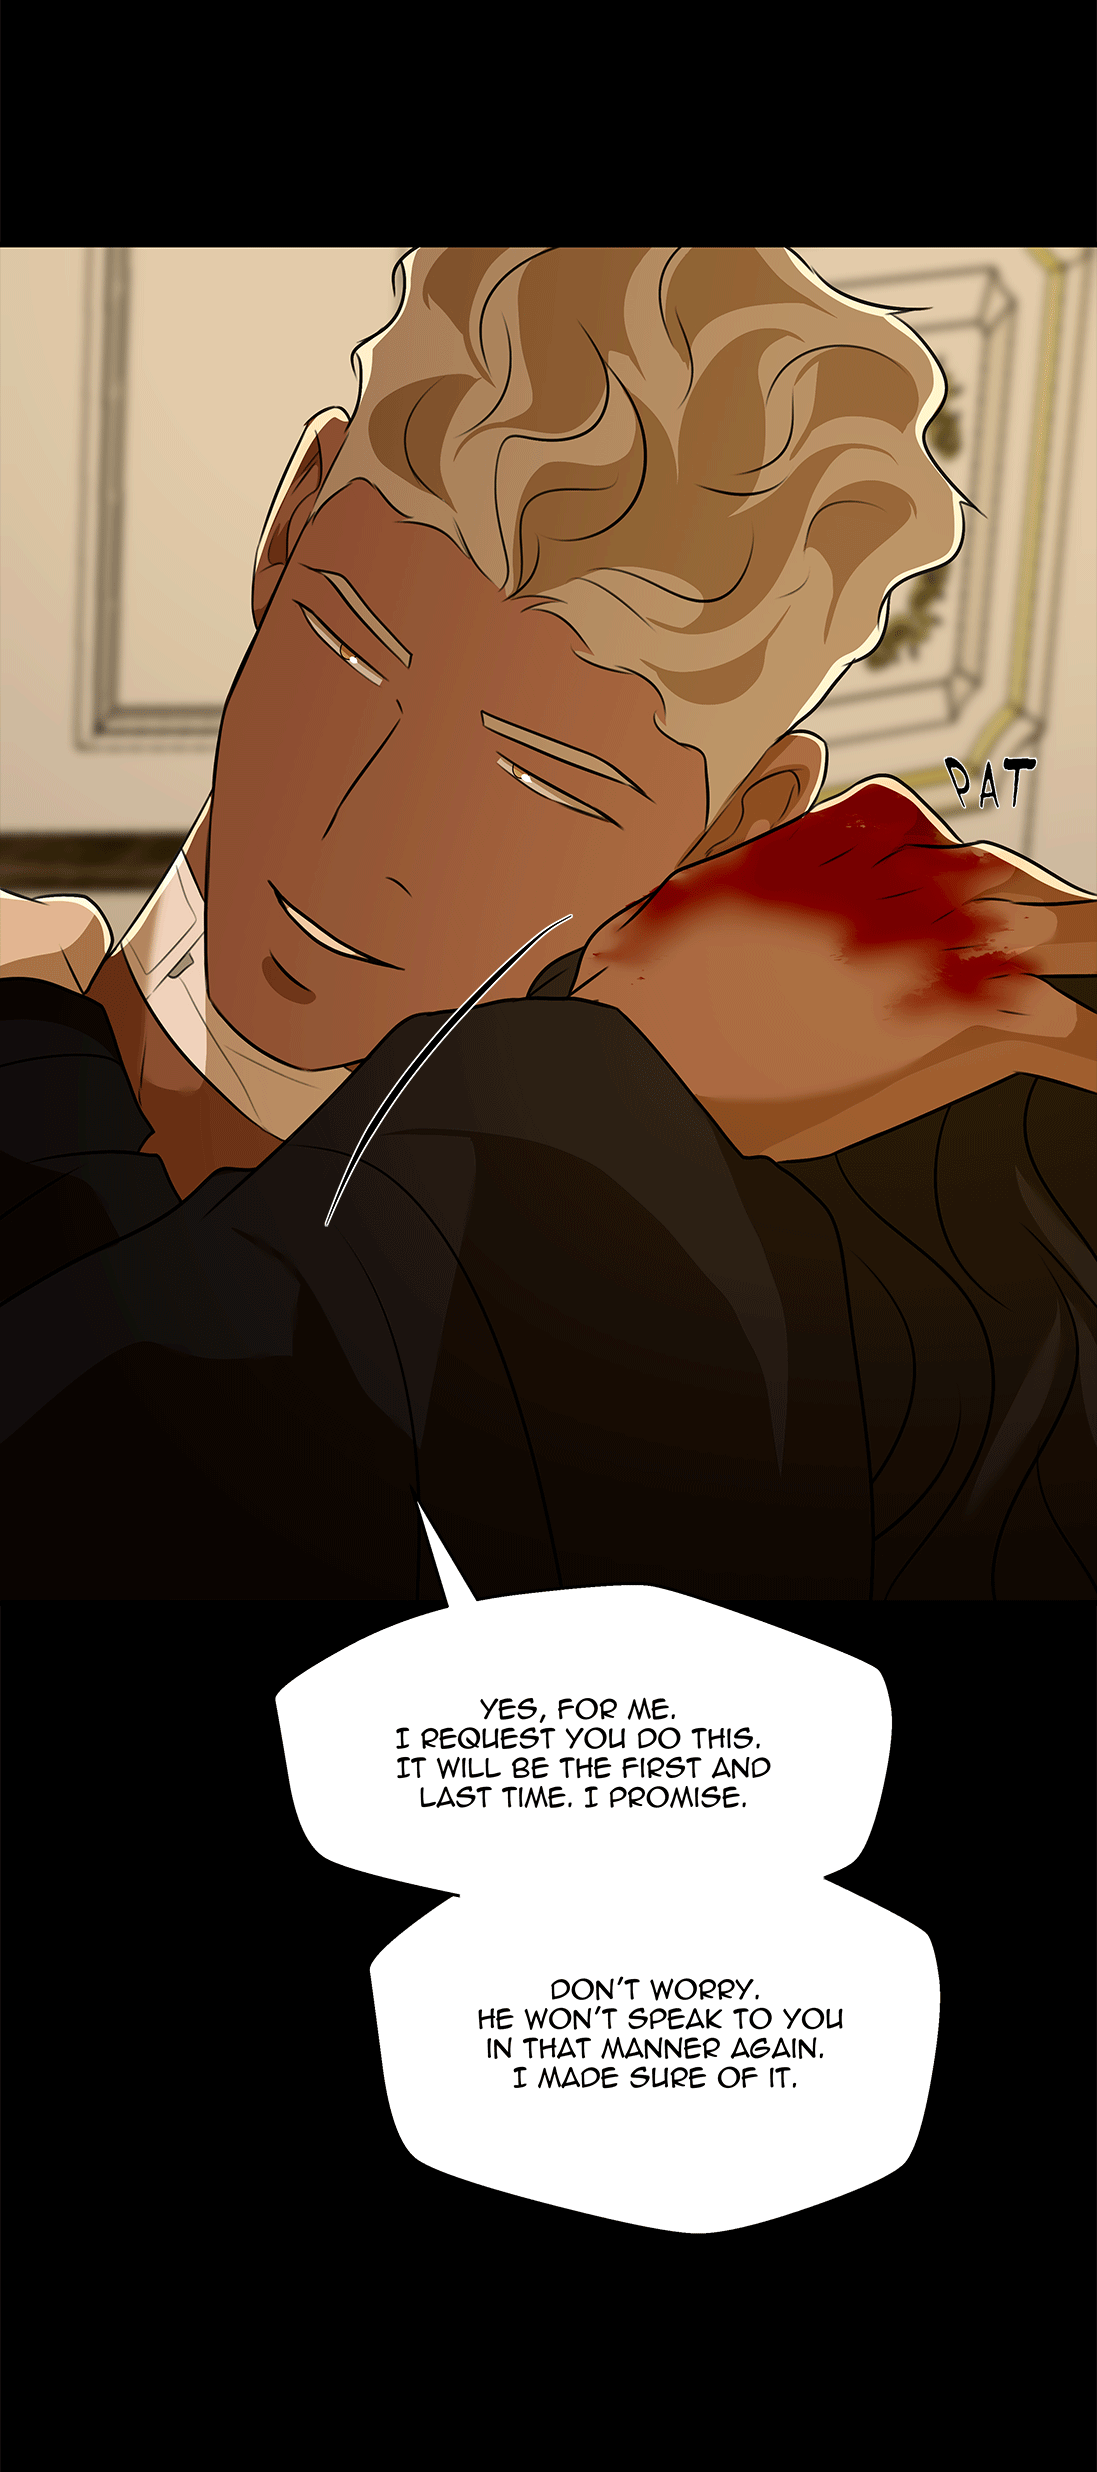 PAT
YES, FOR ME.
I REQUEST YOU DO THIS.
IT WILL BE THE FIRST AND
LAST TIME. I PROMISE.
DON'T WORRY.
HE WON'T SPEAK TO YOU
IN THAT MANNER AGAIN.
I MADE SURE OF IT.